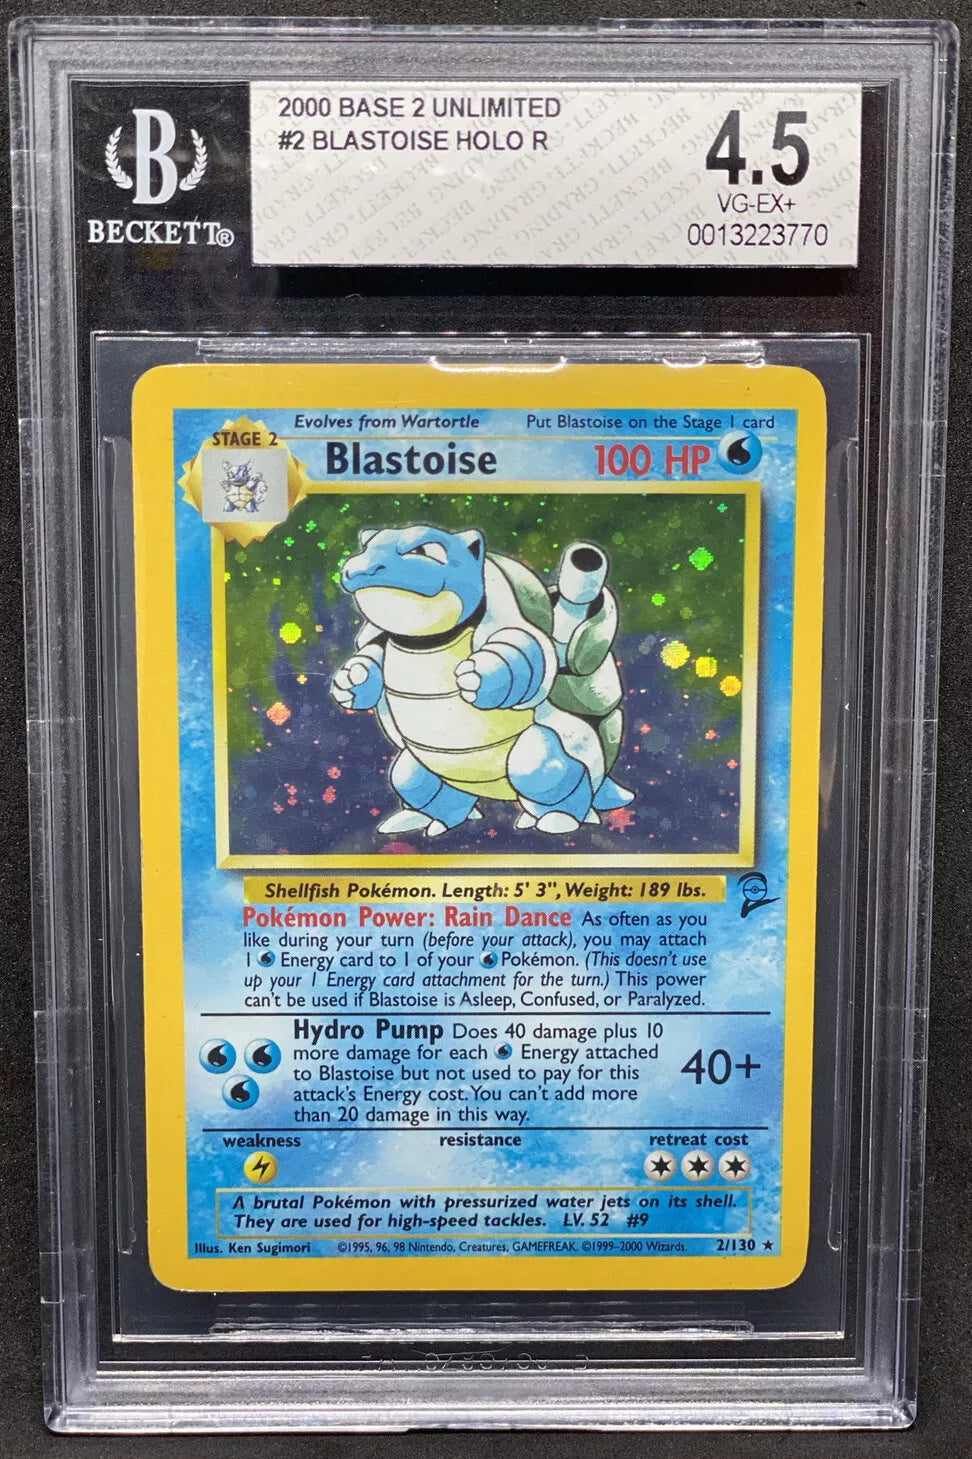 2000 BASE 2 UNLIMITED
#2 BLASTOISE HOLO R
4.5
VG-EX+
0013223770
B
BECKETT®
Evolves from Wartortle
Put Blastoise on the Stage 1 card
STAGE 2
Blastoise
100 HP
Shellfish Pokémon. Length: 5' 3", Weight: 189 lbs.
Pokémon Power: Rain Dance As often as you
like during your turn (before your attack), you may attach
1 Energy card to 1 of your Pokémon. (This doesn't use
up your 1 Energy card attachment for the turn.) This power
can't be used if Blastoise is Asleep, Confused, or Paralyzed.
Hydro Pump Does 40 damage plus 10
more damage for each Energy attached
to Blastoise but not used to pay for this
attack's Energy cost. You can't add more
than 20 damage in this way.
40+
weakness
resistance
retreat cost
A brutal Pokémon with pressurized water jets on its shell.
They are used for high-speed tackles. LV. 52 #9
Illus. Ken Sugimori
©1995, 96, 98 Nintendo, Creatures, GAMEFREAK. ©1999-2000 Wizards.
2/130 ★